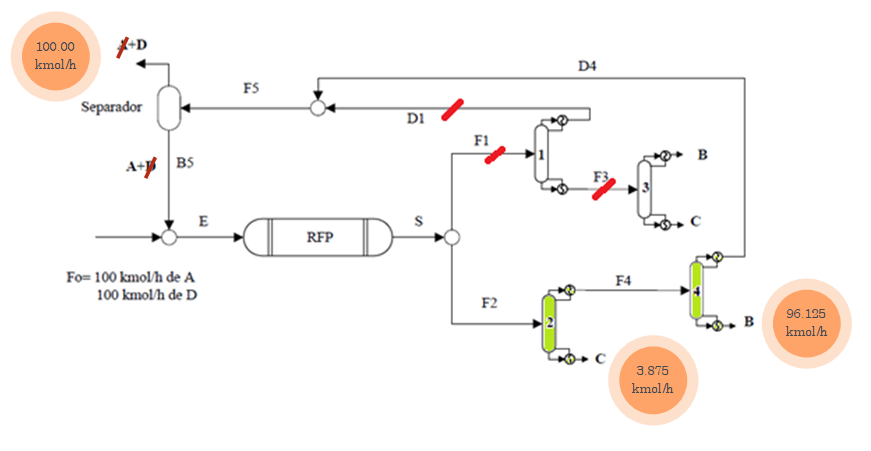 100.00
kmol/h
A+D
D4
F5
Separador
D1
F1
1
2
B
A+D
B5
F3
3
C
E
RFP
S
Fo= 100 kmol/h de A
100 kmol/h de D
F2
F4
4
B
2
C
96.125
kmol/h
3.875
kmol/h